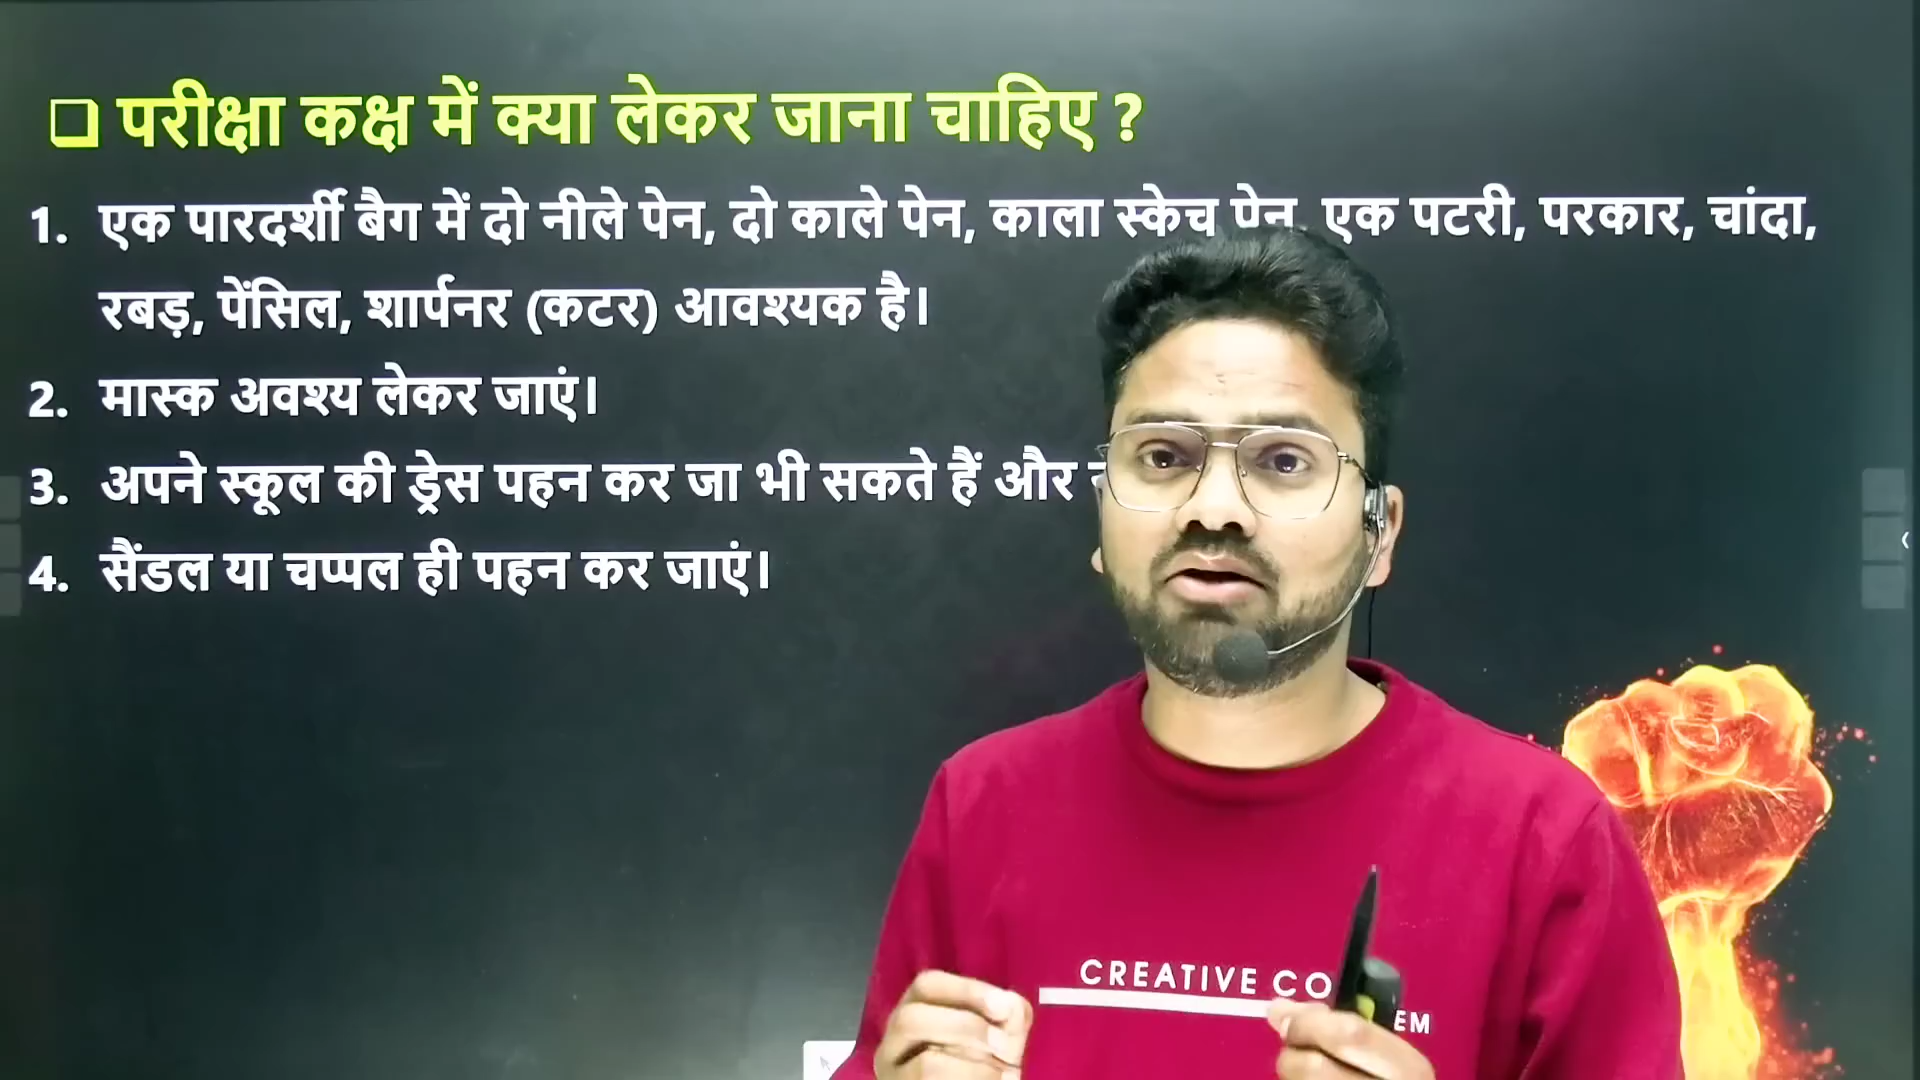 ❑ परीक्षा कक्ष में क्या लेकर जाना चाहिए ?
1. एक पारदर्शी बैग में दो नीले पेन, दो काले पेन, काला स्केच पेन, एक पटरी, परकार, चांदा,
रबड़, पेंसिल, शार्पनर (कटर) आवश्यक है।
2. मास्क अवश्य लेकर जाएं।
3. अपने स्कूल की ड्रेस पहन कर जा भी सकते हैं और
4. सैंडल या चप्पल ही पहन कर जाएं।
CREATIVE CO
EM